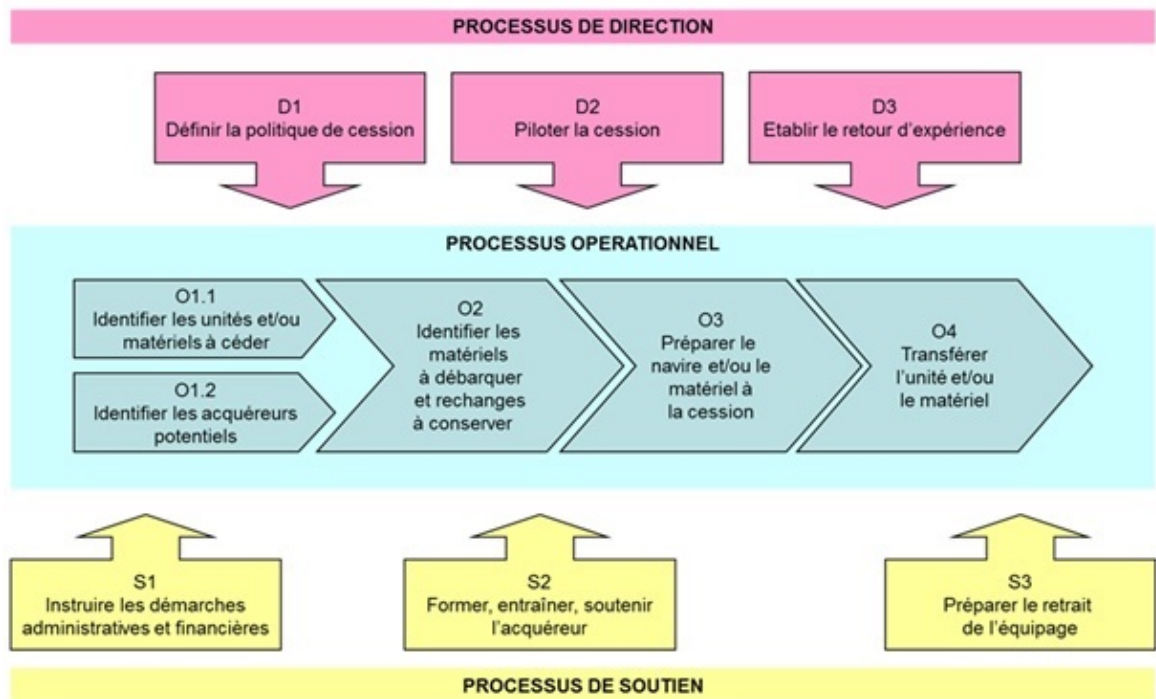 PROCESSUS DE DIRECTION
D1
Définir la politique de cession
D2
Piloter la cession
D3
Etablir le retour d'expérience
PROCESSUS OPERATIONNEL
O1.1
Identifier les unités et/ou
matériels à céder
O1.2
Identifier les acquéreurs
potentiels
O2
Identifier les
matériels
à débarquer
et rechanges
à conserver
O3
Préparer le
navire et/ou le
matériel à
la cession
O4
Transférer
l'unité et/ou
le matériel
S1
Instruire les démarches
administratives et financières
S2
Former, entraîner, soutenir
l'acquéreur
S3
Préparer le retrait
de l'équipage
PROCESSUS DE SOUTIEN